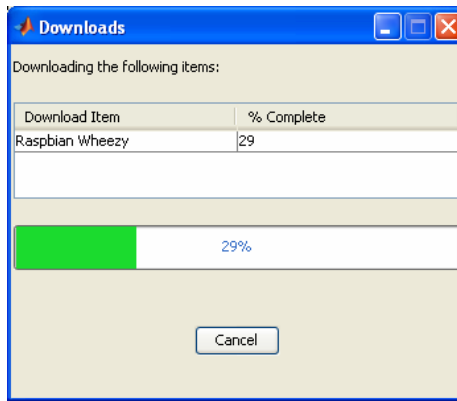 Downloads
Downloading the following items:
Download Item % Complete
Raspbian Wheezy 29
29%
Cancel